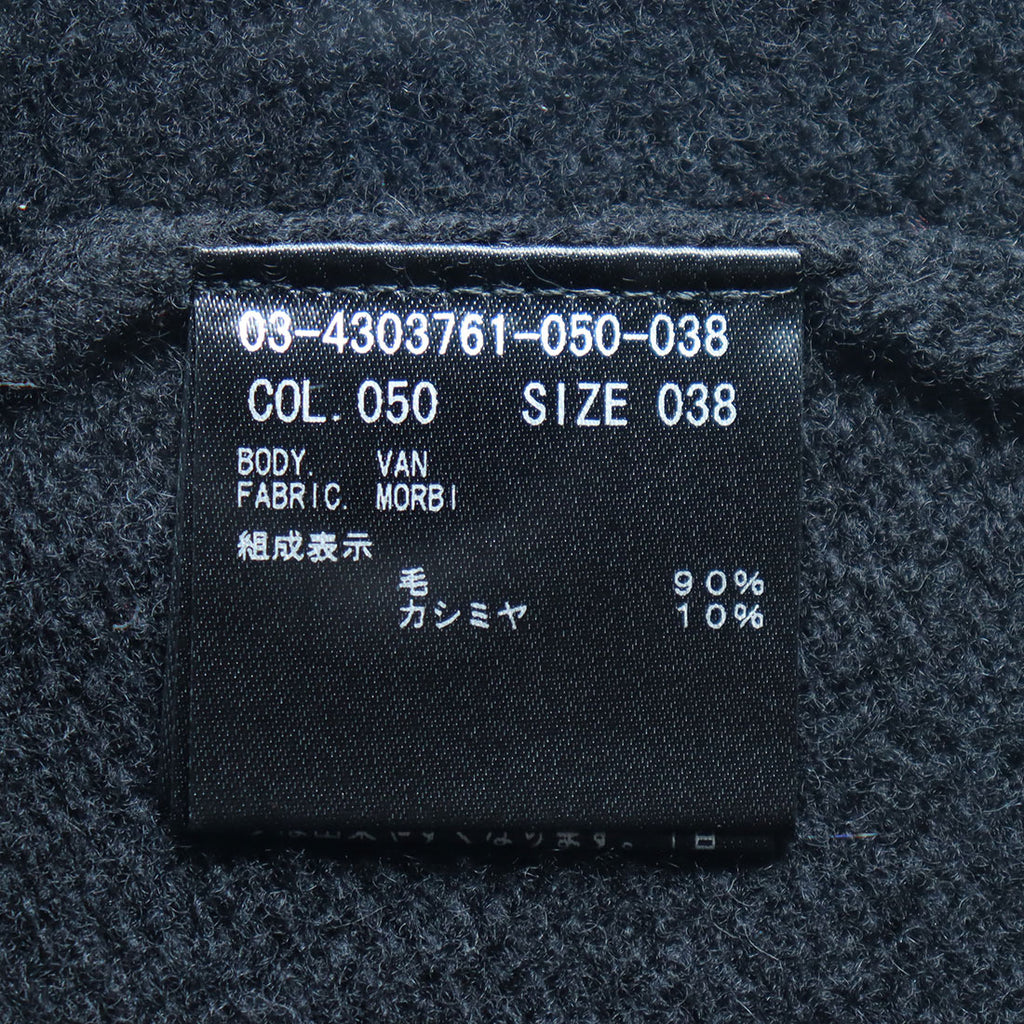 03-4303761-050-038
COL. 050 SIZE 038
BODY. VAN
FABRIC. MORBI
組成表示
毛 90%
カシミヤ 10%